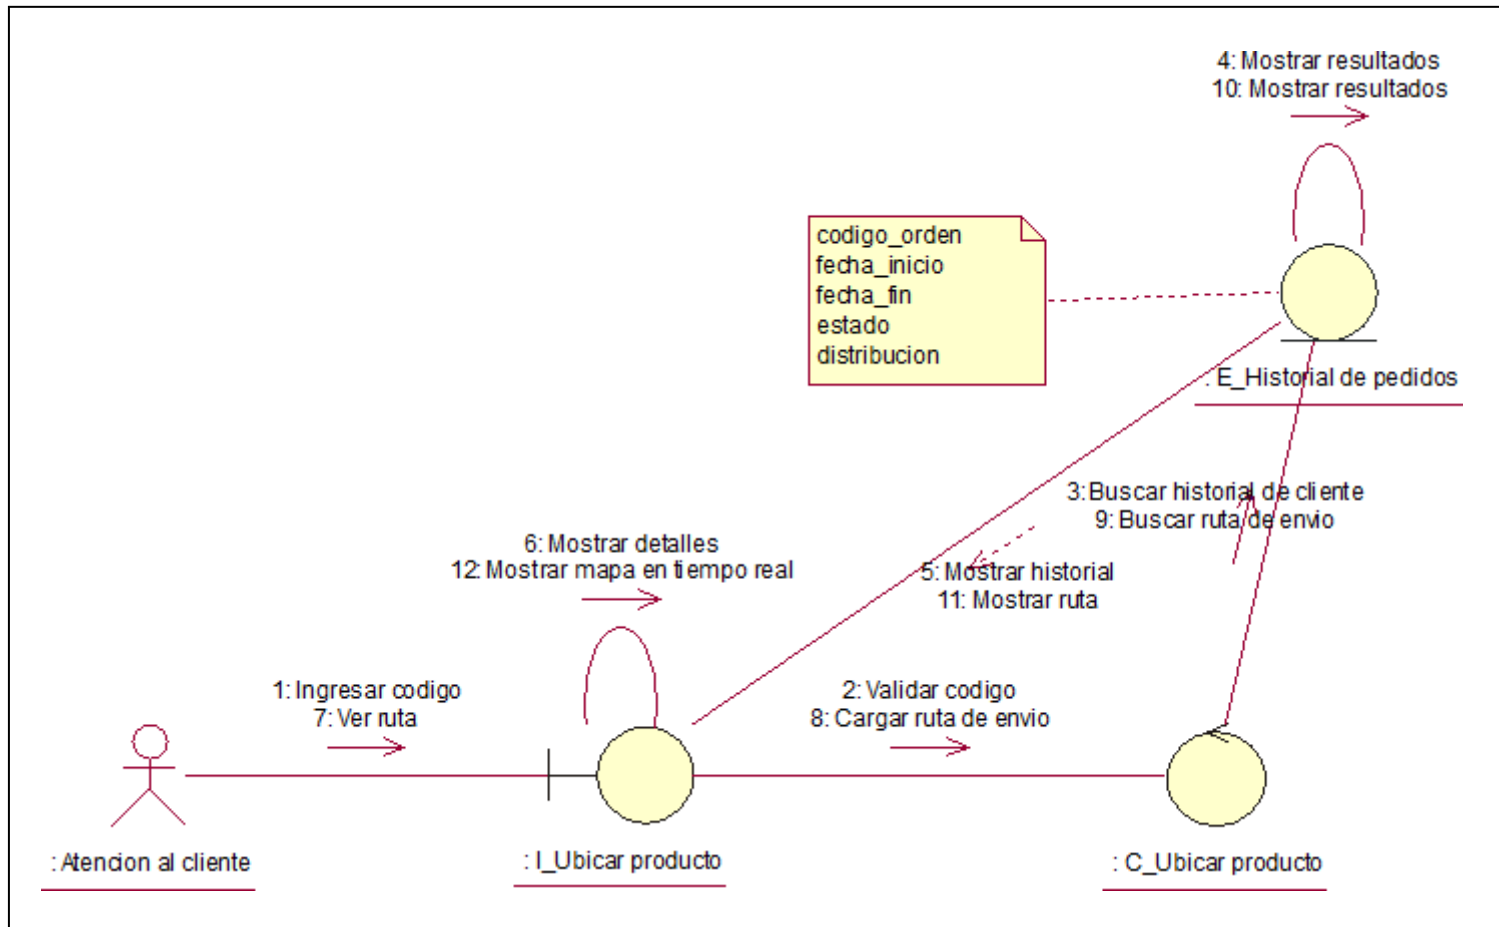 4: Mostrar resultados
10: Mostrar resultados
codigo_orden
fecha_inicio
fecha_fin
estado
distribucion
: E_Historial de pedidos
3: Buscar historial de cliente
9: Buscar ruta de envio
6: Mostrar detalles
12: Mostrar mapa en tiempo real
5: Mostrar historial
11: Mostrar ruta
1: Ingresar codigo
7: Ver ruta
2: Validar codigo
8: Cargar ruta de envio
: Atencion al cliente
: I_Ubicar producto
: C_Ubicar producto